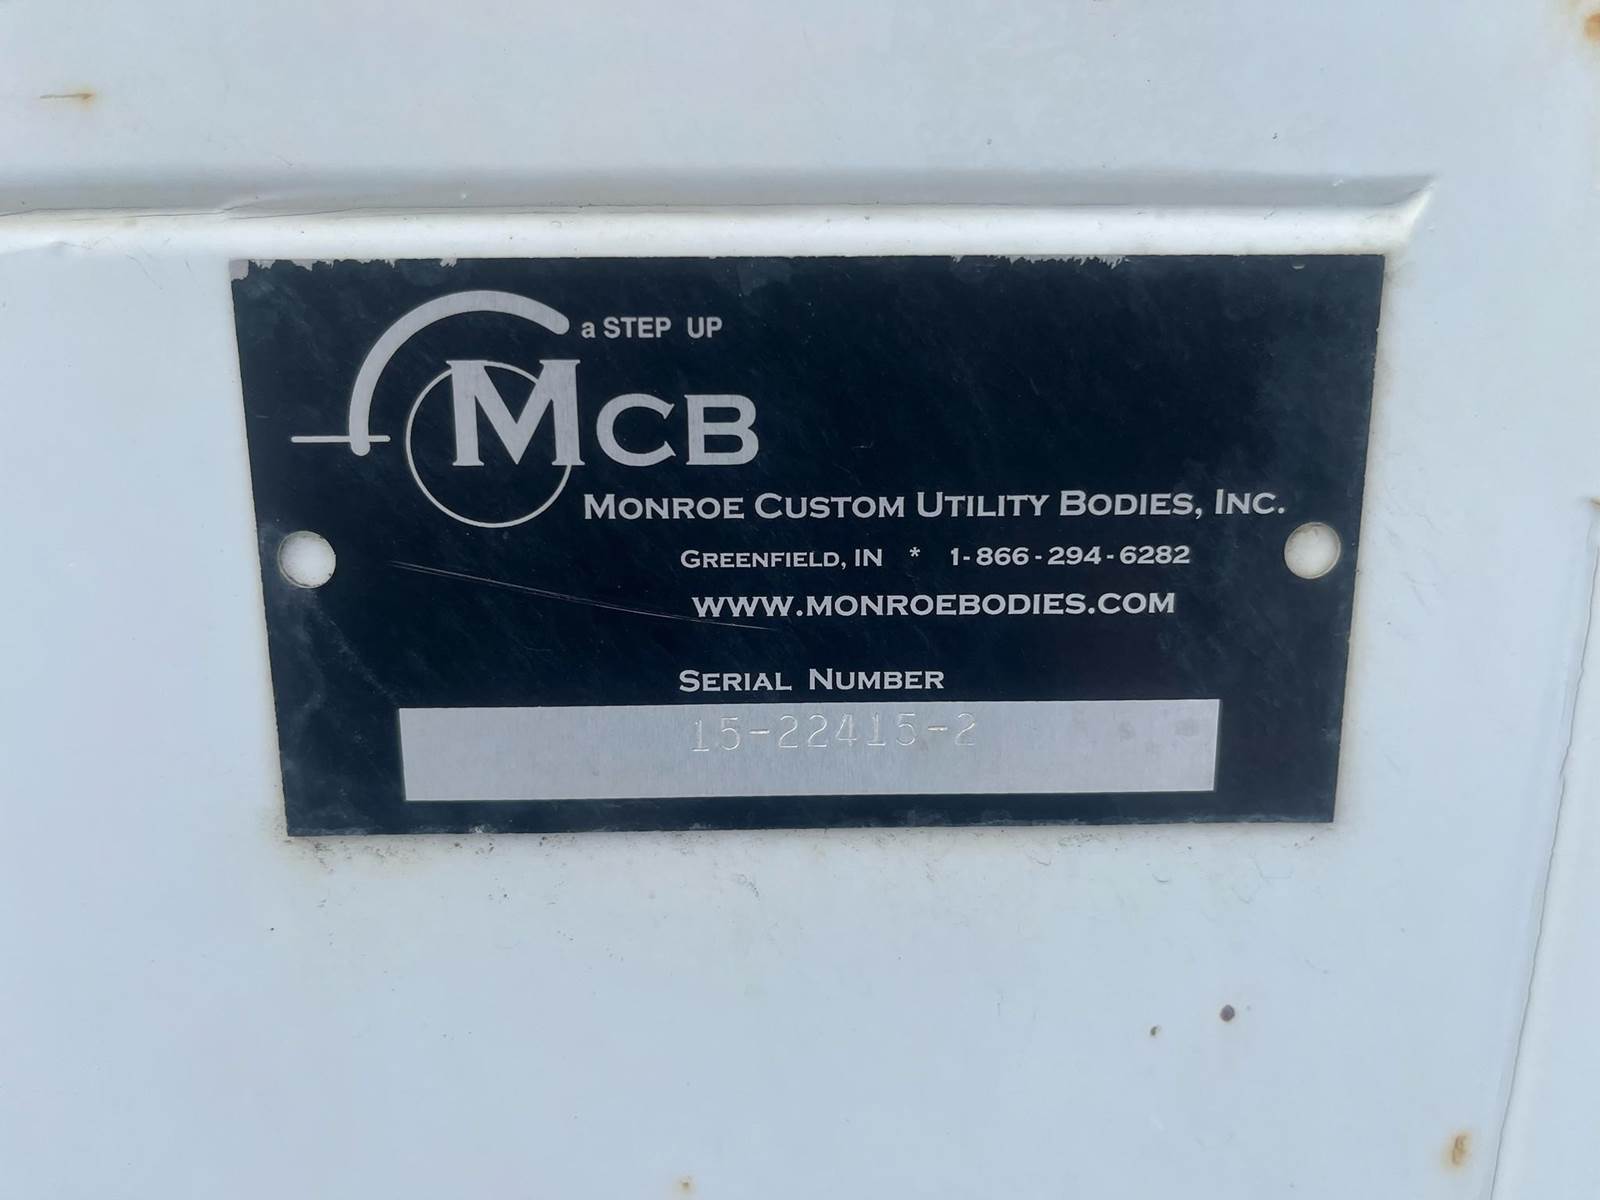 a STEP UP
MCB
MONROE CUSTOM UTILITY BODIES, INC.
GREENFIELD, IN * 1-866-294-6282
WWW.MONROEBODIES.COM
SERIAL NUMBER
15-22415-2